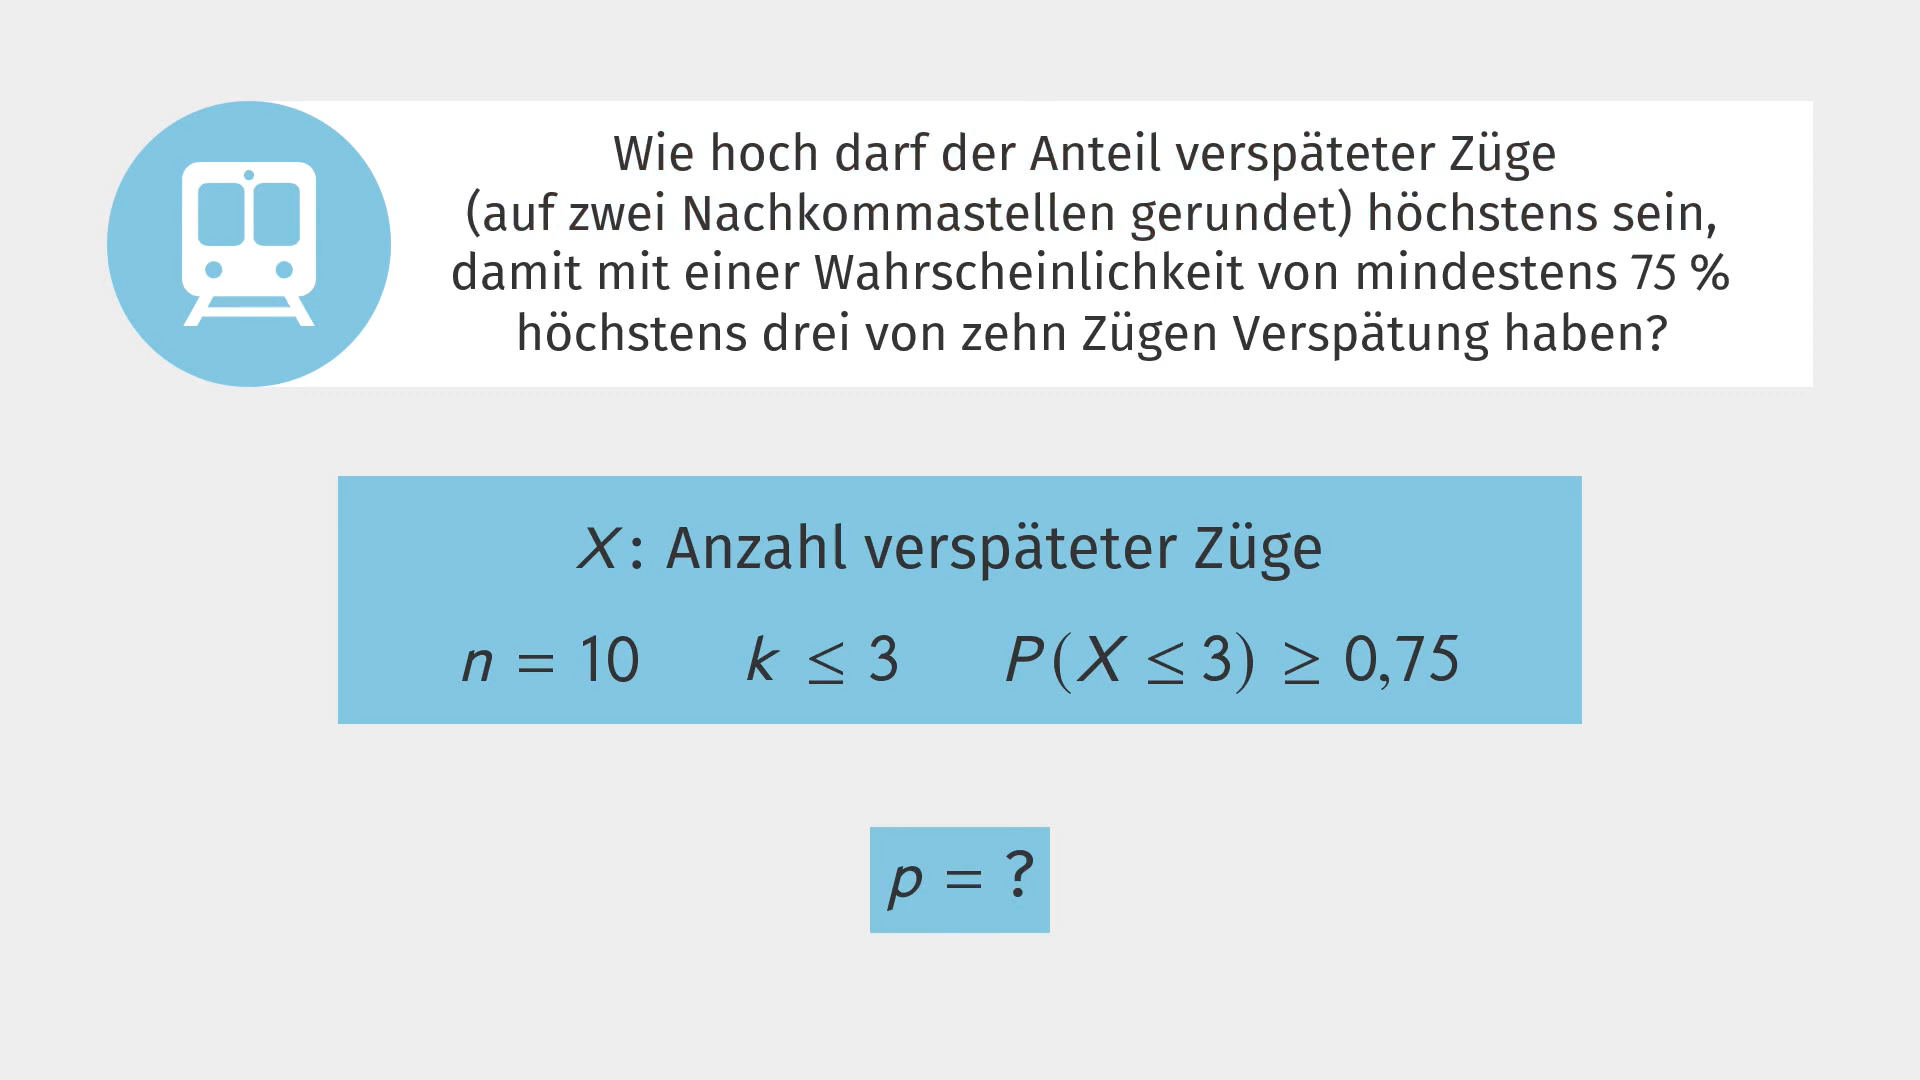 Wie hoch darf der Anteil verspäteter Züge
(auf zwei Nachkommastellen gerundet) höchstens sein,
damit mit einer Wahrscheinlichkeit von mindestens 75 %
höchstens drei von zehn Zügen Verspätung haben?
X: Anzahl verspäteter Züge
n = 10 k ≤ 3 P(X ≤ 3) ≥ 0,75
p = ?